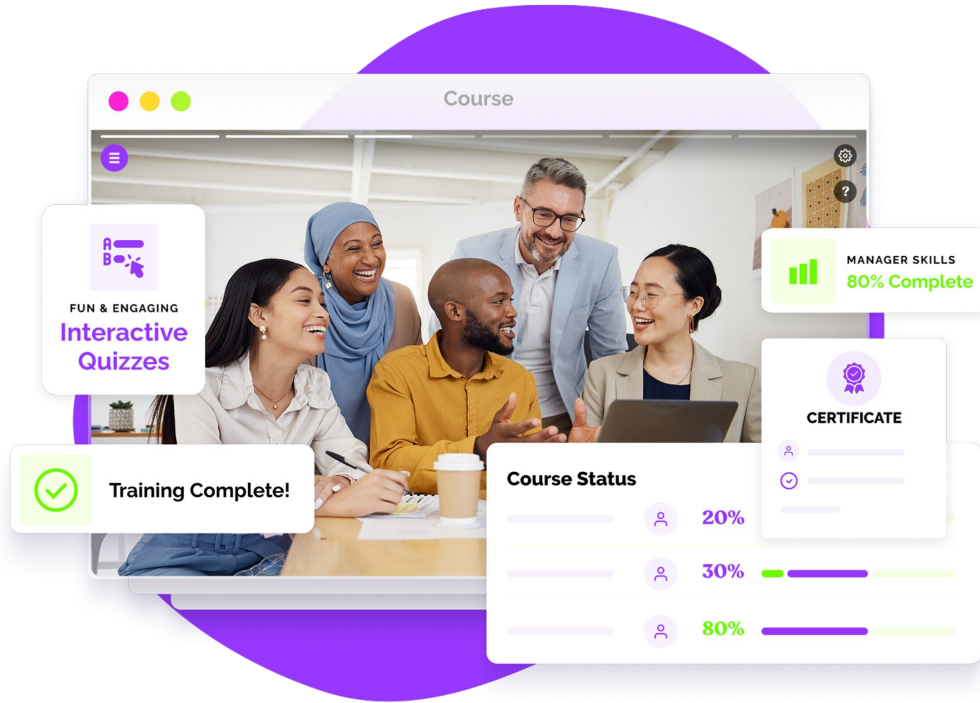 Course
?
A
B
FUN & ENGAGING
Interactive
Quizzes
MANAGER SKILLS
80% Complete
CERTIFICATE
Training Complete!
Course Status
20%
30%
80%